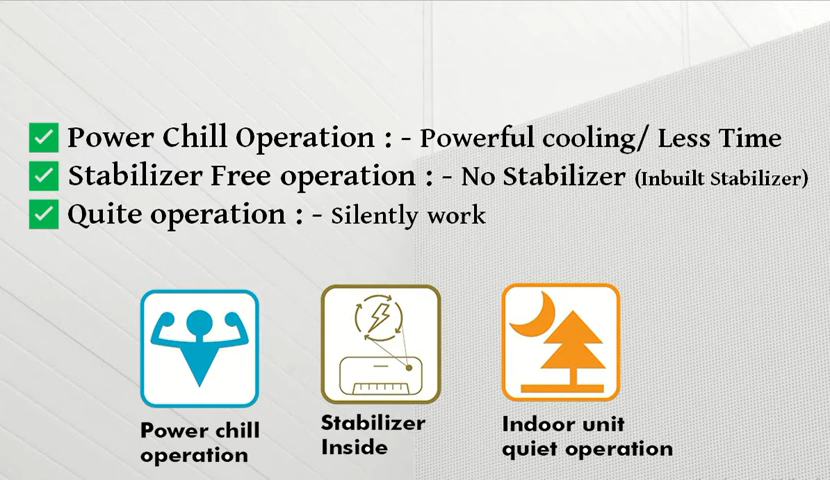 Power Chill Operation : - Powerful cooling/ Less Time
Stabilizer Free operation : - No Stabilizer (Inbuilt Stabilizer)
Quite operation : - Silently work
Power chill
operation
Stabilizer
Inside
Indoor unit
quiet operation